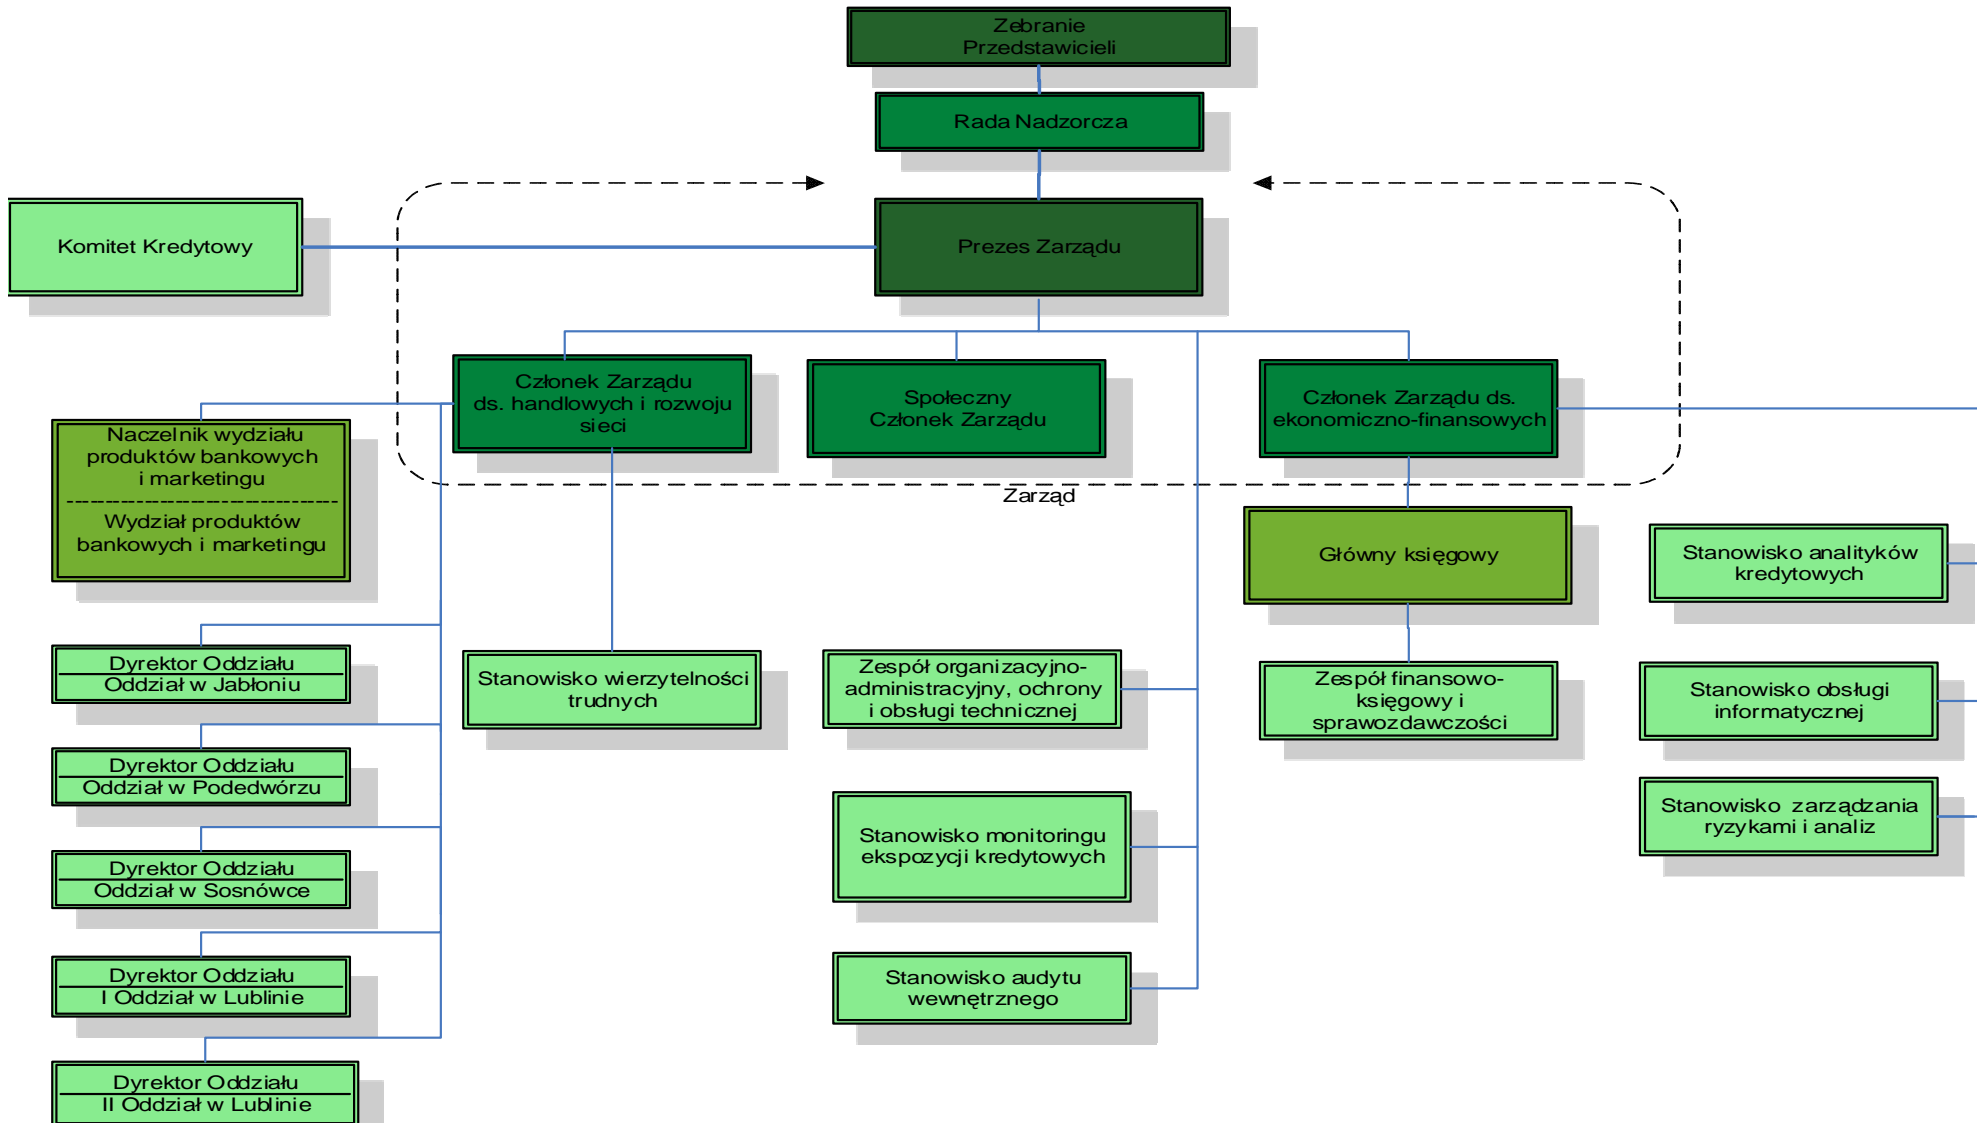 Zebranie
Przedstawicieli
Rada Nadzorcza
Komitet Kredytowy
Prezes Zarządu
Członek Zarządu
ds. handlowych i rozwoju
sieci
Społeczny
Członek Zarządu
Członek Zarządu ds.
ekonomiczno-finansowych
Zarząd
Naczelnik wydziału
produktów bankowych
i marketingu
Wydział produktów
bankowych i marketingu
Główny księgowy
Stanowisko analityków
kredytowych
Dyrektor Oddziału
Oddział w Jabłoniu
Stanowisko wierzytelności
trudnych
Zespół organizacyjno-
administracyjny, ochrony
i obsługi technicznej
Zespół finansowo-
księgowy i
sprawozdawczości
Stanowisko obsługi
informatycznej
Dyrektor Oddziału
Oddział w Podedwórzu
Stanowisko monitoringu
ekspozycji kredytowych
Stanowisko zarządzania
ryzykami i analiz
Dyrektor Oddziału
Oddział w Sosnówce
Dyrektor Oddziału
I Oddział w Lublinie
Stanowisko audytu
wewnętrznego
Dyrektor Oddziału
II Oddział w Lublinie